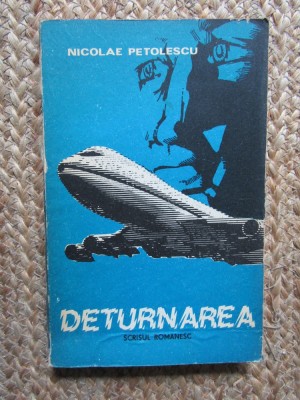 NICOLAE PETOLESCU
DETURNAREA
SCRISUL ROMÂNESC